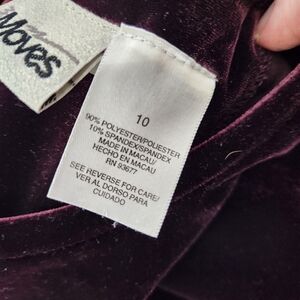 Moves
10
90% POLYESTER/POLIESTER
10% SPANDEX/SPANDEX
MADE IN MACAU/
HECHO EN MACAU
RN 93677
SEE REVERSE FOR CARE/
VER AL DORSO PARA
CUIDADO